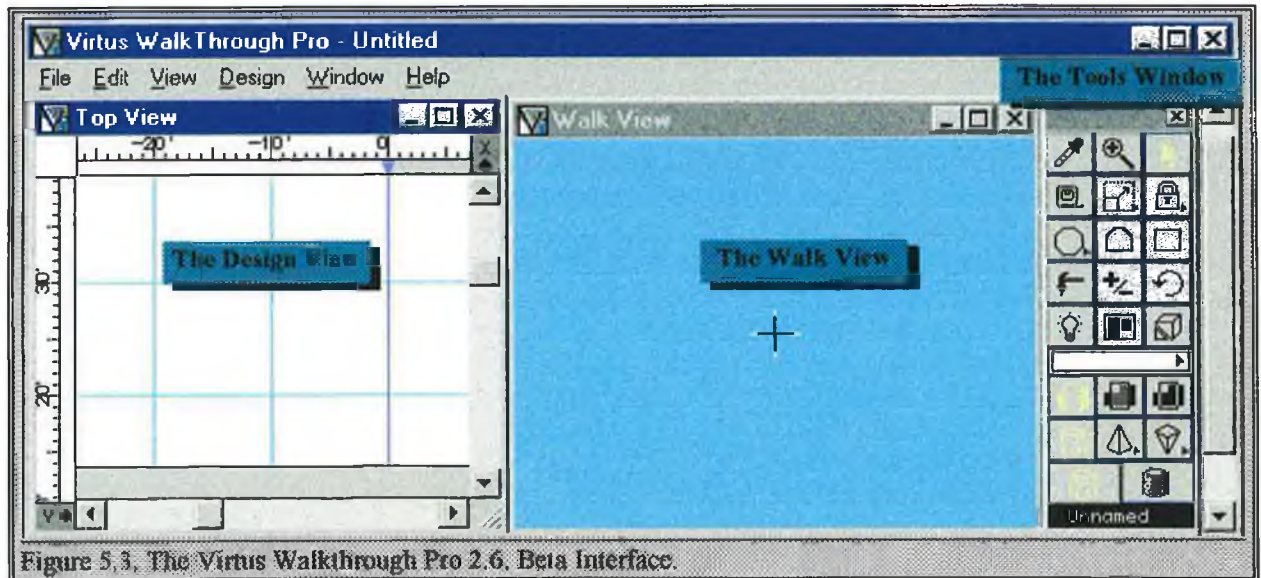 Virtus WalkThrough Pro - Untitled
File Edit View Design Window Help
The Tools Window
Top View
Walk View
-20' -10' 0'
X
The Design View
The Walk View
30'
20'
Y
Unnamed
Figure 5.3, The Virtus Walkthrough Pro 2.6, Beta Interface.